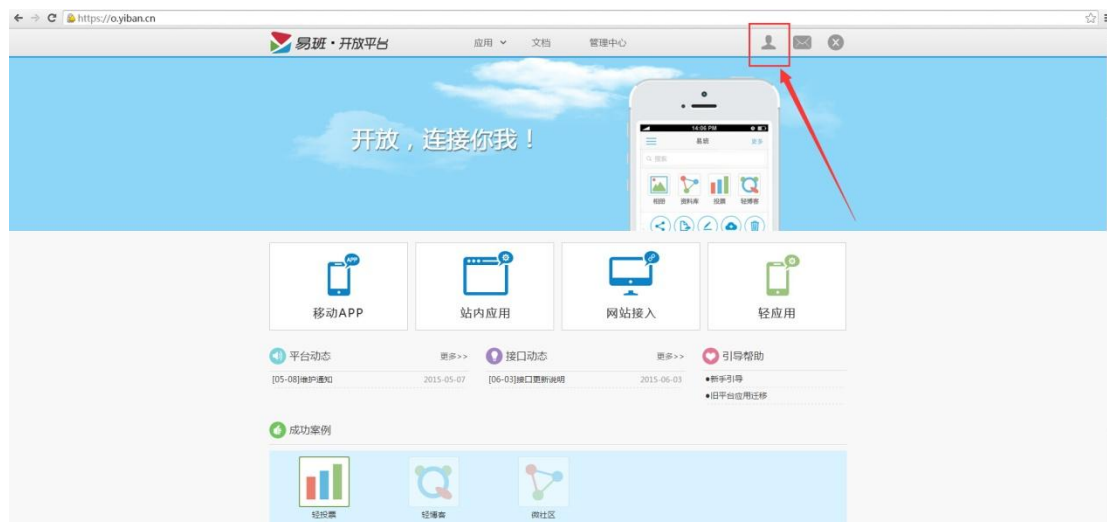 https://o.yiban.cn
易班・开放平台
应用
文档
管理中心
开放,连接你我!
14:06 PM
易班
更多
搜索
相册
资料库
投票
轻博客
APP
移动APP
站内应用
网站接入
轻应用
平台动态
更多>>
[05-08]维护通知
2015-05-07
接口动态
更多>>
[06-03]接口更新说明
2015-06-03
引导帮助
●新手引导
●旧平台应用迁移
成功案例
轻投票
轻博客
微社区